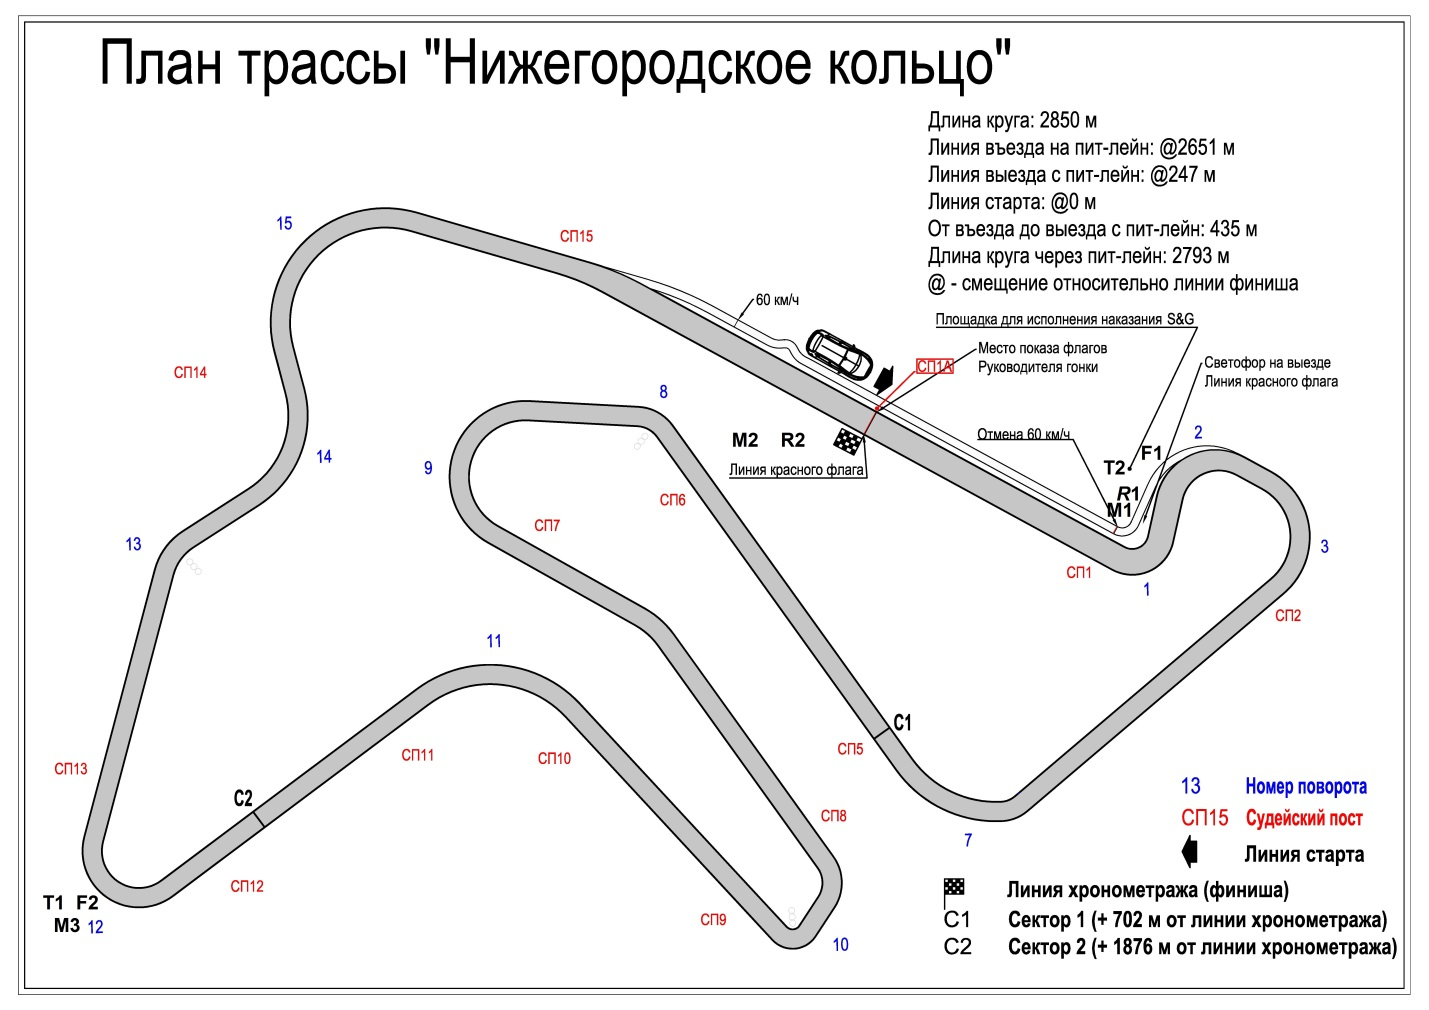 План трассы "Нижегородское кольцо"
Длина круга: 2850 м
Линия въезда на пит-лейн: @2651 м
Линия выезда с пит-лейн: @247 м
Линия старта: @0 м
От въезда до выезда с пит-лейн: 435 м
Длина круга через пит-лейн: 2793 м
@ - смещение относительно линии финиша
15
СП15
60 км/ч
Площадка для исполнения наказания S&G
Место показа флагов
Руководителя гонки
СП1А
Светофор на выезде
Линия красного флага
СП14
8
M2 R2
Линия красного флага
Отмена 60 км/ч
2
F1
T2
R1
M1
14
9
СП6
СП7
13
СП1
1
3
СП2
11
C1
СП5
СП11
СП10
СП13
C2
СП8
7
СП12
СП9
T1 F2
M3 12
10
13 Номер поворота
СП15 Судейский пост
Линия старта
Линия хронометража (финиша)
C1 Сектор 1 (+ 702 м от линии хронометража)
C2 Сектор 2 (+ 1876 м от линии хронометража)